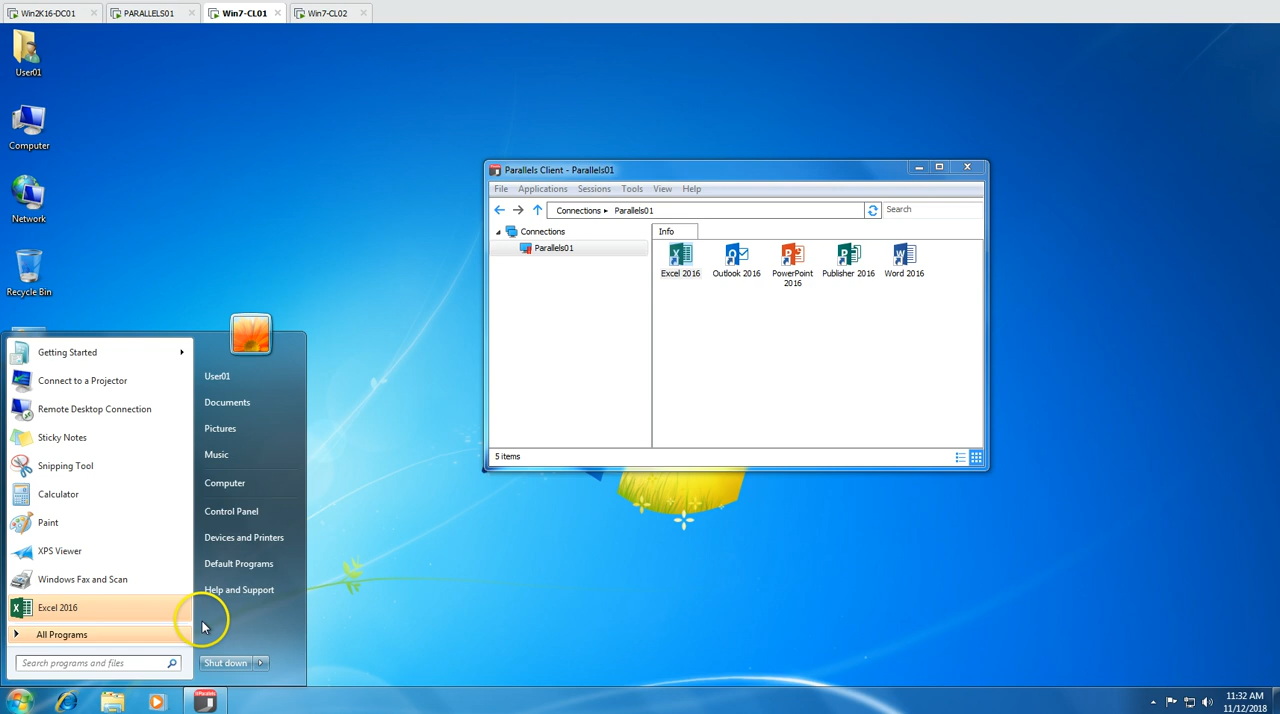 Win2K16-DC01
PARALLELS01
Win7-CL01
Win7-CL02
User01
Computer
Network
Recycle Bin
Parallels Client - Parallels01
File Applications Sessions Tools View Help
Connections Parallels01
Search
Connections
Parallels01
Info
Excel 2016
Outlook 2016
PowerPoint
2016
Publisher 2016
Word 2016
5 items
Getting Started
Connect to a Projector
Remote Desktop Connection
Sticky Notes
Snipping Tool
Calculator
Paint
XPS Viewer
Windows Fax and Scan
Excel 2016
All Programs
Search programs and files
User01
Documents
Pictures
Music
Computer
Control Panel
Devices and Printers
Default Programs
Help and Support
Shut down
Parallels
11:32 AM
11/12/2018